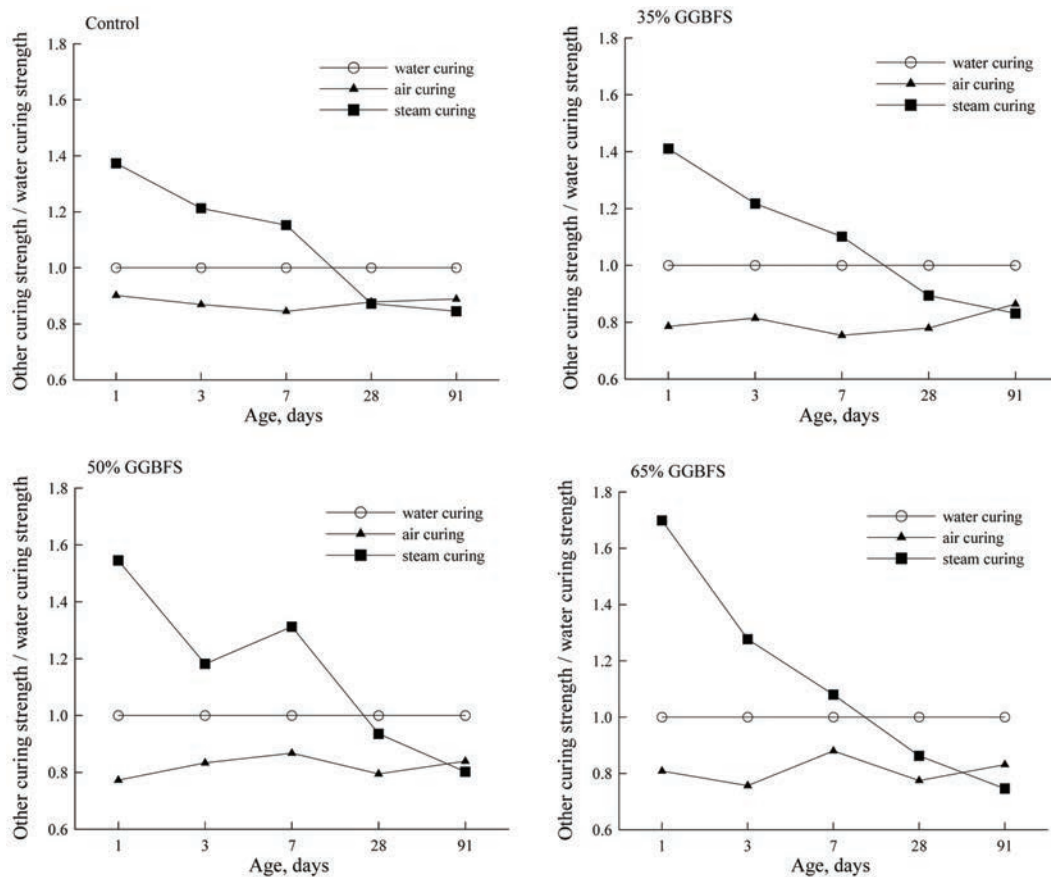 Control
Other curing strength / water curing strength
1.8
1.6
1.4
1.2
1.0
0.8
0.6
water curing
air curing
steam curing
1 3 7 28 91
Age, days
35% GGBFS
Other curing strength / water curing strength
1.8
1.6
1.4
1.2
1.0
0.8
0.6
water curing
air curing
steam curing
1 3 7 28 91
Age, days
50% GGBFS
Other curing strength / water curing strength
1.8
1.6
1.4
1.2
1.0
0.8
0.6
water curing
air curing
steam curing
1 3 7 28 91
Age, days
65% GGBFS
Other curing strength / water curing strength
1.8
1.6
1.4
1.2
1.0
0.8
0.6
water curing
air curing
steam curing
1 3 7 28 91
Age, days